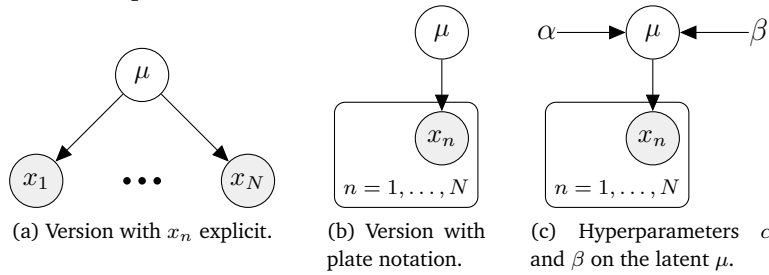 μ
α
μ
β
μ
x₁
•••
x_N
x_n
n = 1, . . . , N
x_n
n = 1, . . . , N
(a) Version with x_n explicit.
(b) Version with
plate notation.
(c) Hyperparameters α
and β on the latent μ.